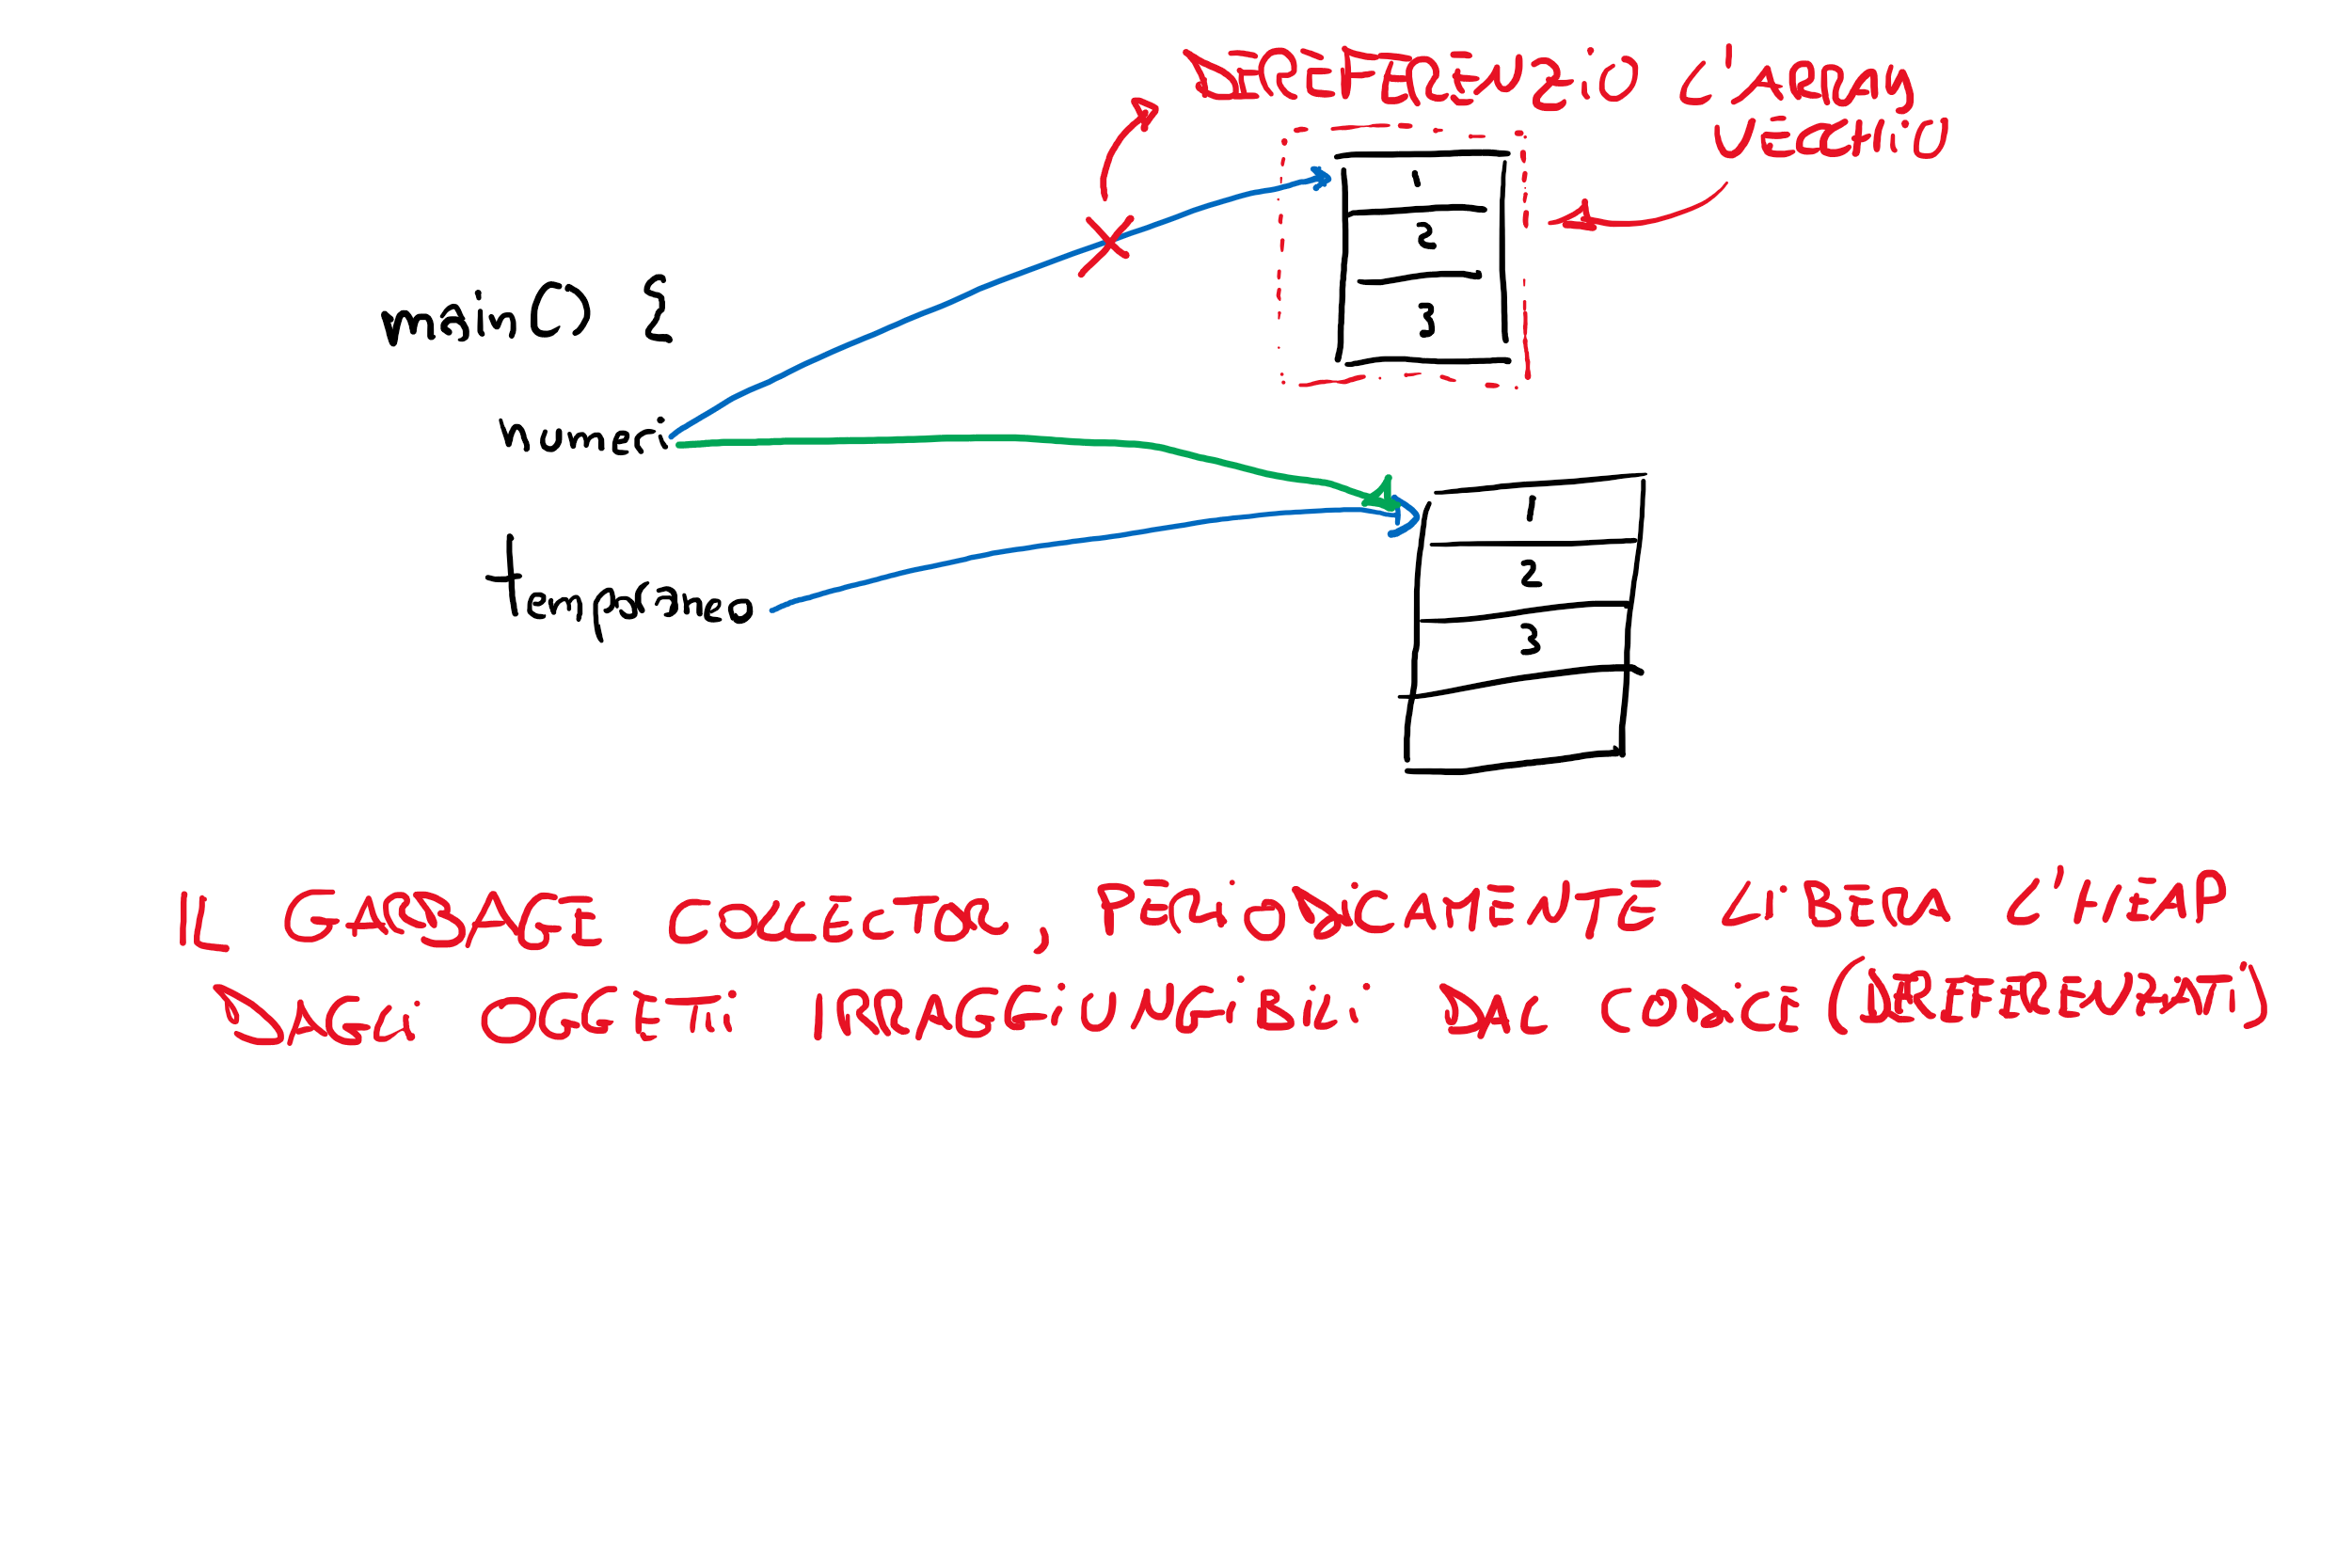 DEREFERENZIO L'ARRAY
VECCHIO
1
2
3
main() {
numeri
temporaneo
1
2
3
IL GARBAGE COLLECTOR, PERIODICAMENTE LIBERA L'HEAP
DAGLI OGGETTI IRRAGGIUNGIBILI DAL CODICE (DEREFERENZIATI)